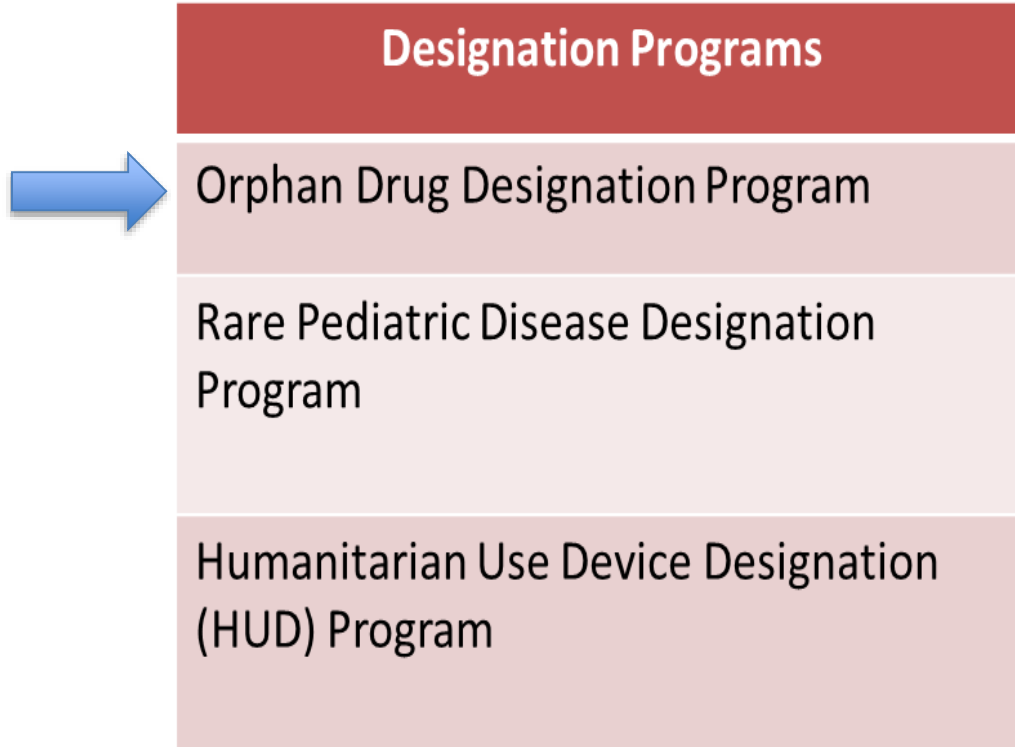 Designation Programs
Orphan Drug Designation Program
Rare Pediatric Disease Designation
Program
Humanitarian Use Device Designation
(HUD) Program